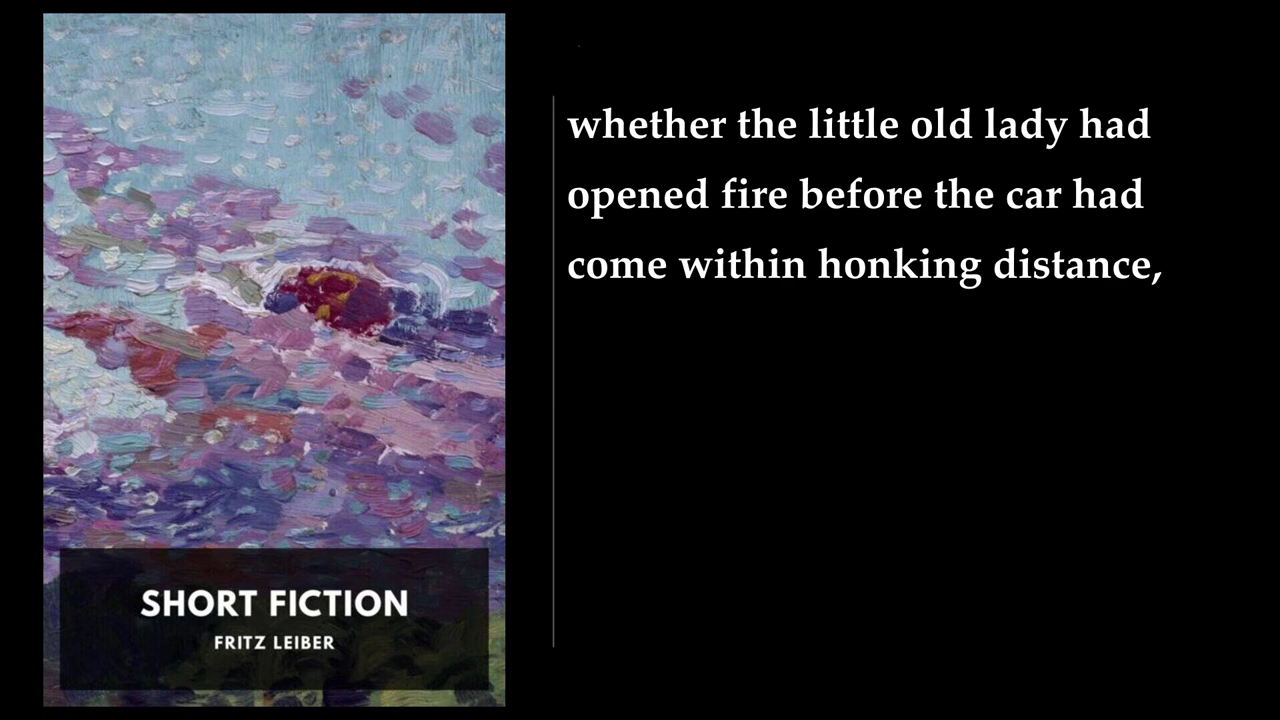 whether the little old lady had
opened fire before the car had
come within honking distance,
SHORT FICTION
FRITZ LEIBER